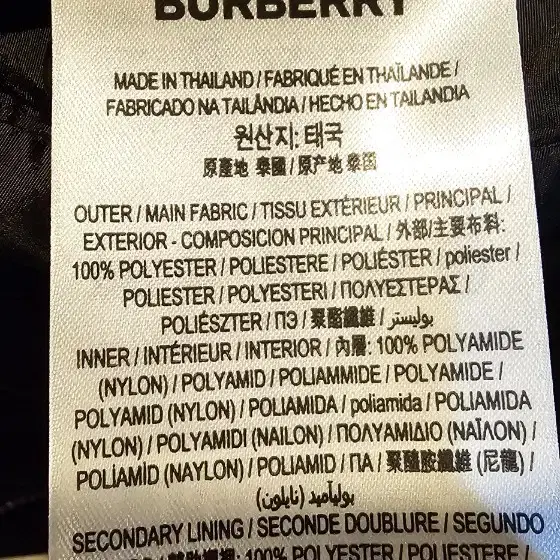 BURBERRY
MADE IN THAILAND / FABRIQUÉ EN THAÏLANDE /
FABRICADO NA TAILÂNDIA / HECHO EN TAILANDIA
원산지: 태국
原產地 泰國 / 原产地 泰国
OUTER / MAIN FABRIC / TISSU EXTÉRIEUR / PRINCIPAL /
EXTERIOR - COMPOSICION PRINCIPAL / 外部/主要布料:
100% POLYESTER / POLIESTERE / POLIÉSTER / poliester /
POLIESTER / POLYESTERI / ΠΟΛΥΕΣΤΕΡΑΣ /
POLIÉSZTER / ПЭ / 聚酯纖維 / بوليستر /
INNER / INTÉRIEUR / INTERIOR / 內層: 100% POLYAMIDE
(NYLON) / POLYAMID / POLIAMMIDE / POLYAMIDE /
POLYAMID (NYLON) / POLIAMIDA / poliamida / POLIAMIDA
(NYLON) / POLYAMIDI (NAILON) / ΠΟΛΥΑΜΙΔΙΟ (ΝΑΪΛΟΝ) /
POLÍAMÍD (NAYLON) / POLIAMID / ПА / 聚醯胺纖維 (尼龍) /
بوليآميد (نايلون)
SECONDARY LINING / SECONDE DOUBLURE / SEGUNDO
100% POLYESTER / POLIESTERE /